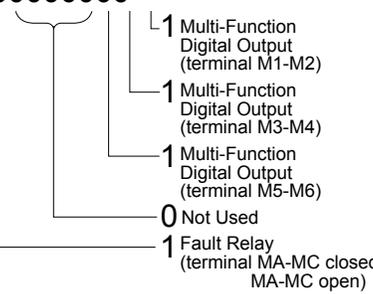 1 Multi-Function
Digital Output
(terminal M1-M2)
1 Multi-Function
Digital Output
(terminal M3-M4)
1 Multi-Function
Digital Output
(terminal M5-M6)
0 Not Used
1 Fault Relay
(terminal MA-MC closed
MA-MC open)